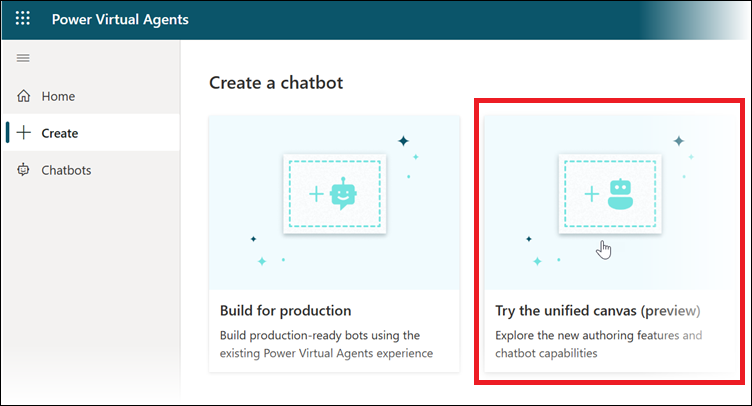 Power Virtual Agents
Home
Create
Chatbots
Create a chatbot
Build for production
Build production-ready bots using the
existing Power Virtual Agents experience
Try the unified canvas (preview)
Explore the new authoring features and
chatbot capabilities